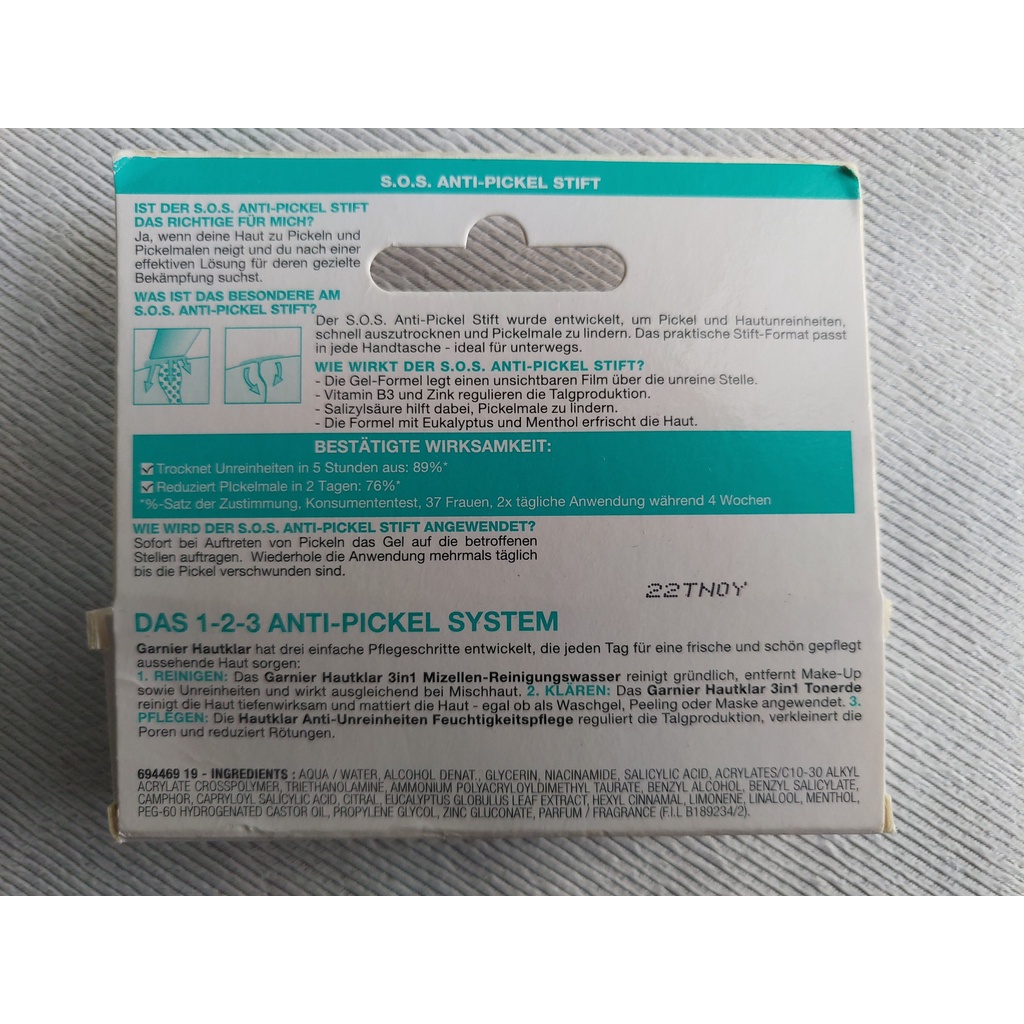 S.O.S. ANTI-PICKEL STIFT
IST DER S.O.S. ANTI-PICKEL STIFT
DAS RICHTIGE FÜR MICH?
Ja, wenn deine Haut zu Pickeln und
Pickelmalen neigt und du nach einer
effektiven Lösung für deren gezielte
Bekämpfung suchst.
WAS IST DAS BESONDERE AM
S.O.S. ANTI-PICKEL STIFT?
Der S.O.S. Anti-Pickel Stift wurde entwickelt, um Pickel und Hautunreinheiten,
schnell auszutrocknen und Pickelmale zu lindern. Das praktische Stift-Format passt
in jede Handtasche - ideal für unterwegs.
WIE WIRKT DER S.O.S. ANTI-PICKEL STIFT?
- Die Gel-Formel legt einen unsichtbaren Film über die unreine Stelle.
- Vitamin B3 und Zink regulieren die Talgproduktion.
- Salizylsäure hilft dabei, Pickelmale zu lindern.
- Die Formel mit Eukalyptus und Menthol erfrischt die Haut.
BESTÄTIGTE WIRKSAMKEIT:
Trocknet Unreinheiten in 5 Stunden aus: 89%*
Reduziert Pickelmale in 2 Tagen: 76%*
*%-Satz der Zustimmung, Konsumententest, 37 Frauen, 2x tägliche Anwendung während 4 Wochen
WIE WIRD DER S.O.S. ANTI-PICKEL STIFT ANGEWENDET?
Sofort bei Auftreten von Pickeln das Gel auf die betroffenen
Stellen auftragen. Wiederhole die Anwendung mehrmals täglich
bis die Pickel verschwunden sind.
22TN0Y
DAS 1-2-3 ANTI-PICKEL SYSTEM
Garnier Hautklar hat drei einfache Pflegeschritte entwickelt, die jeden Tag für eine frische und schön gepflegt
aussehende Haut sorgen:
1. REINIGEN: Das Garnier Hautklar 3in1 Mizellen-Reinigungswasser reinigt gründlich, entfernt Make-Up
sowie Unreinheiten und wirkt ausgleichend bei Mischhaut. 2. KLÄREN: Das Garnier Hautklar 3in1 Tonerde
reinigt die Haut tiefenwirksam und mattiert die Haut - egal ob als Waschgel, Peeling oder Maske angewendet. 3.
PFLEGEN: Die Hautklar Anti-Unreinheiten Feuchtigkeitspflege reguliert die Talgproduktion, verkleinert die
Poren und reduziert Rötungen.
694469 19 - INGREDIENTS : AQUA / WATER, ALCOHOL DENAT., GLYCERIN, NIACINAMIDE, SALICYLIC ACID, ACRYLATES/C10-30 ALKYL
ACRYLATE CROSSPOLYMER, TRIETHANOLAMINE, AMMONIUM POLYACRYLOYLDIMETHYL TAURATE, BENZYL ALCOHOL, BENZYL SALICYLATE,
CAMPHOR, CAPRYLOYL SALICYLIC ACID, CITRAL, EUCALYPTUS GLOBULUS LEAF EXTRACT, HEXYL CINNAMAL, LIMONENE, LINALOOL, MENTHOL,
PEG-60 HYDROGENATED CASTOR OIL, PROPYLENE GLYCOL, ZINC GLUCONATE, PARFUM / FRAGRANCE (F.I.L B189234/2).